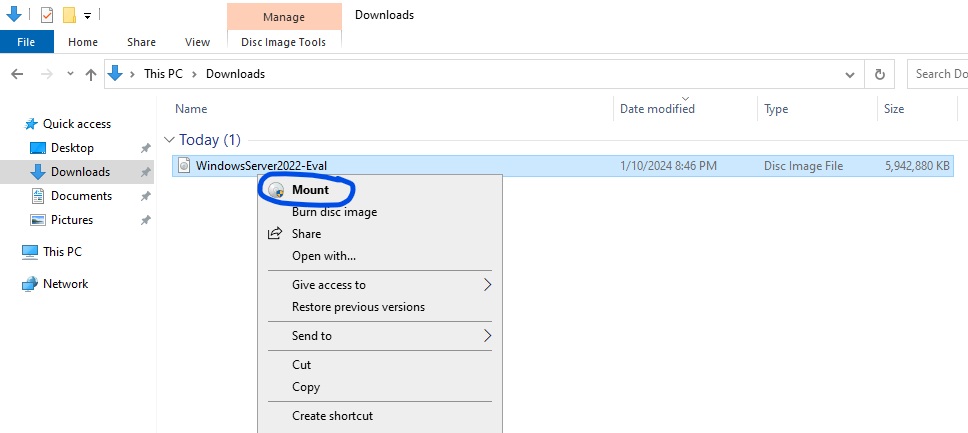 Manage
Downloads
File
Home
Share
View
Disc Image Tools
This PC
Downloads
Search Do
Name
Date modified
Type
Size
Quick access
Desktop
Downloads
Documents
Pictures
This PC
Network
Today (1)
WindowsServer2022-Eval
1/10/2024 8:46 PM
Disc Image File
5,942,880 KB
Mount
Burn disc image
Share
Open with...
Give access to
Restore previous versions
Send to
Cut
Copy
Create shortcut